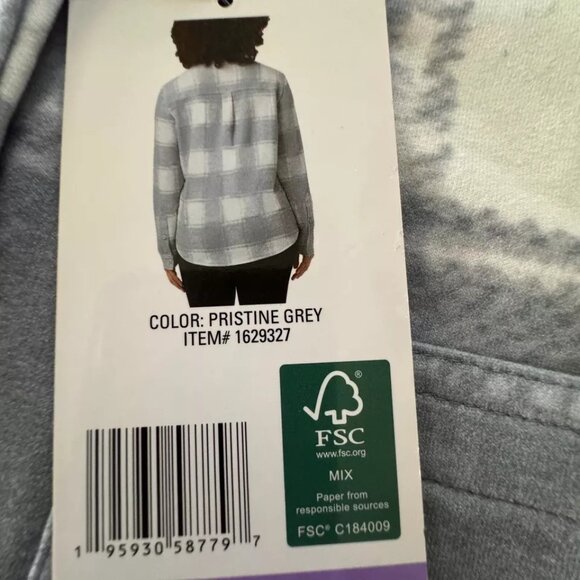 COLOR: PRISTINE GREY
ITEM# 1629327
®
FSC
www.fsc.org
MIX
Paper from
responsible sources
FSC® C184009
1 95930 58779 7